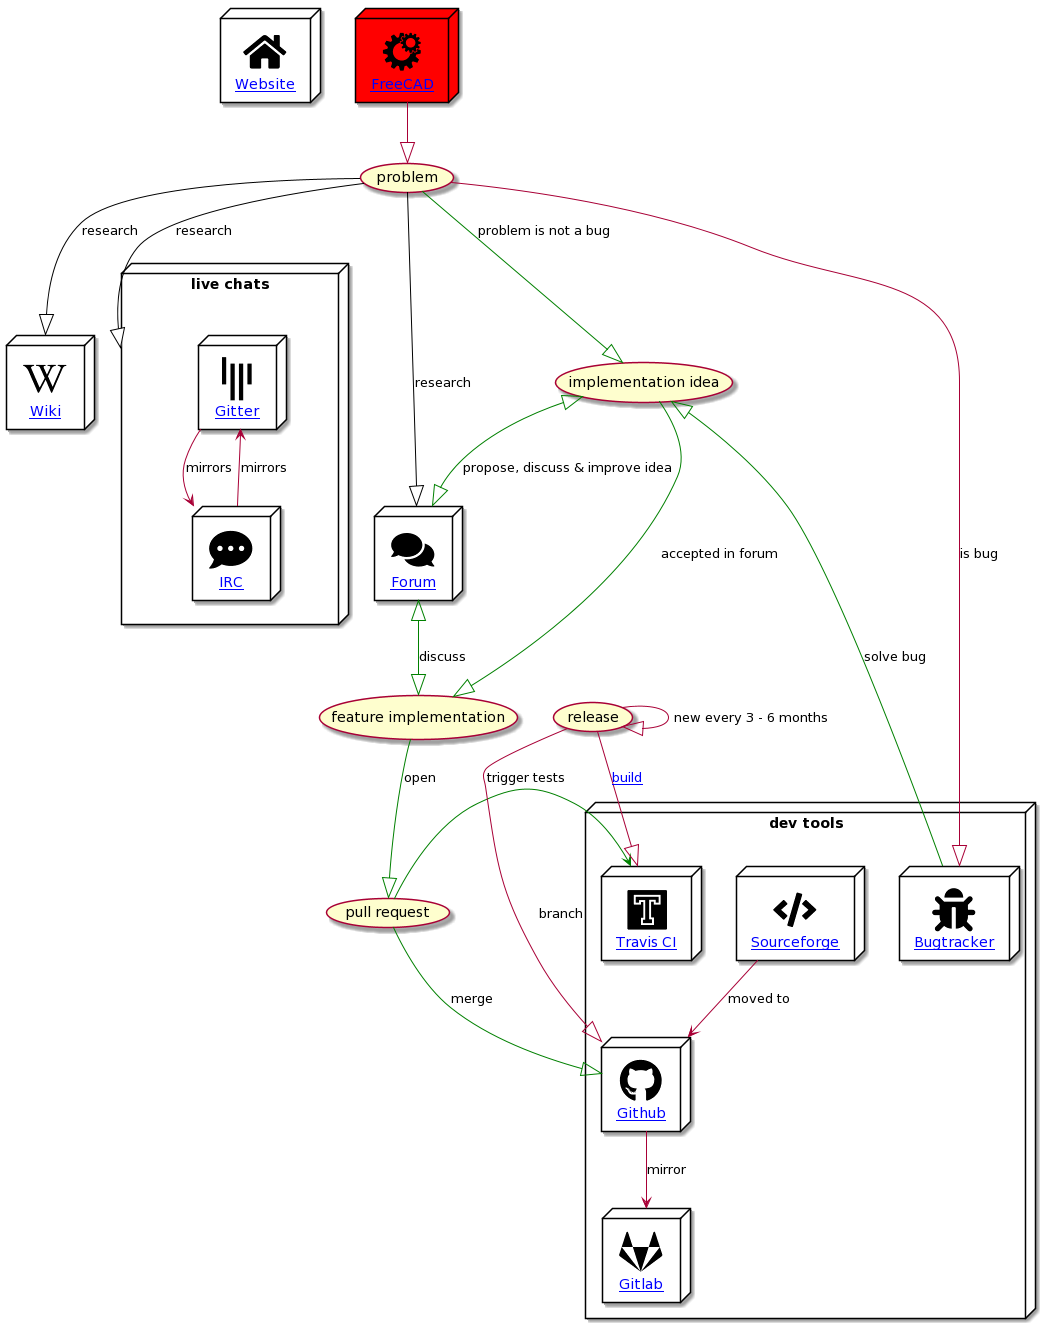 Website
FreeCAD
problem
research
research
problem is not a bug
live chats
research
implementation idea
W
Wiki
Gitter
mirrors
mirrors
propose, discuss & improve idea
IRC
Forum
accepted in forum
is bug
discuss
solve bug
feature implementation
release
new every 3 - 6 months
open
trigger tests
build
dev tools
pull request
branch
T
Travis CI
Sourceforge
Bugtracker
merge
moved to
Github
mirror
Gitlab